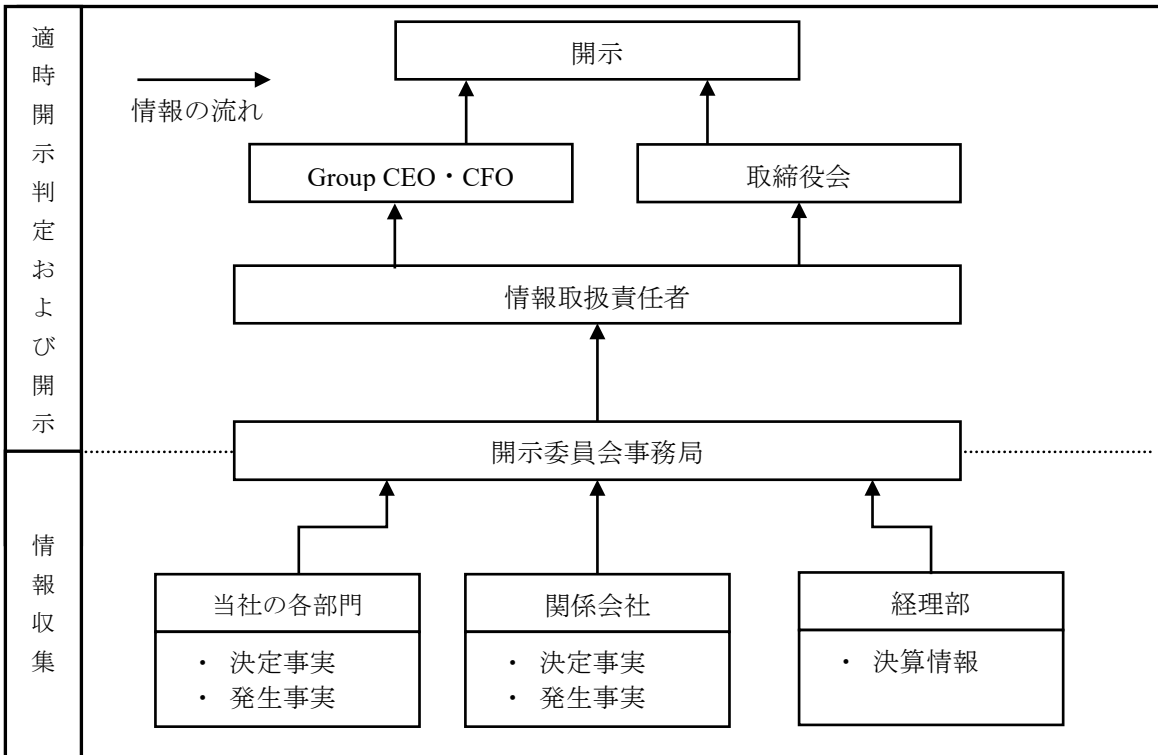 適時開示判定および開示
開示
情報の流れ
Group CEO・CFO
取締役会
情報取扱責任者
開示委員会事務局
情報収集
当社の各部門
・ 決定事実
・ 発生事実
関係会社
・ 決定事実
・ 発生事実
経理部
・ 決算情報